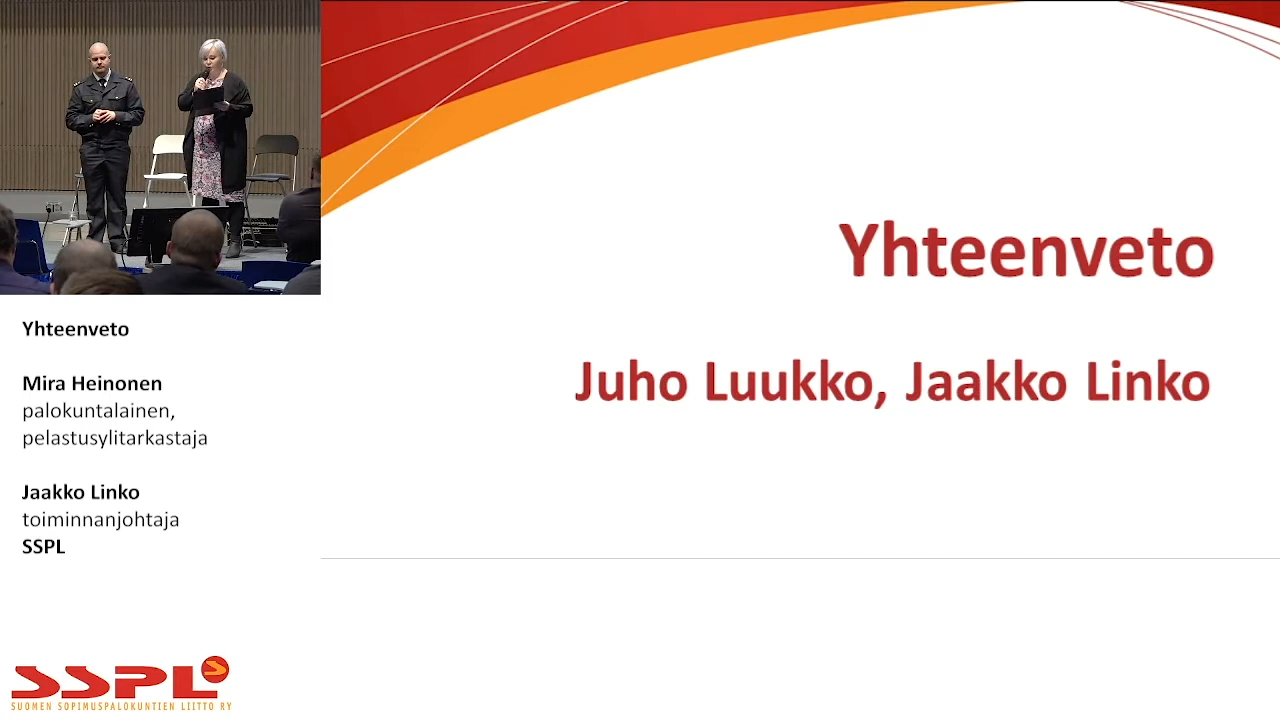 Yhteenveto
Juho Luukko, Jaakko Linko
Yhteenveto
Mira Heinonen
palokuntalainen,
pelastusylitarkastaja
Jaakko Linko
toiminnanjohtaja
SSPL
SSPL
SUOMEN SOPIMUSPALOKUNTIEN LIITTO RY